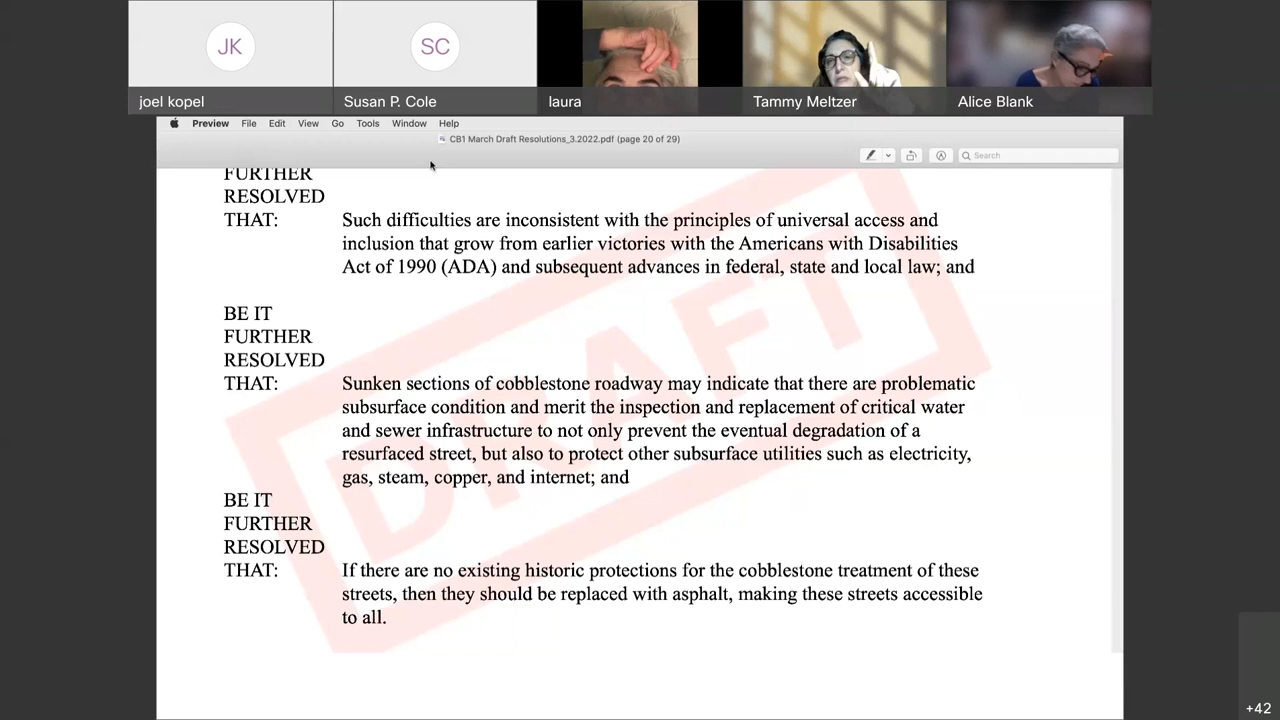 JK
SC
joel kopel
Susan P. Cole
laura
Tammy Meltzer
Alice Blank
Preview File Edit View Go Tools Window Help
CB1 March Draft Resolutions_3.2022.pdf (page 20 of 29)
Search
FURTHER
RESOLVED
THAT: Such difficulties are inconsistent with the principles of universal access and
inclusion that grow from earlier victories with the Americans with Disabilities
Act of 1990 (ADA) and subsequent advances in federal, state and local law; and
BE IT
FURTHER
RESOLVED
THAT: Sunken sections of cobblestone roadway may indicate that there are problematic
subsurface condition and merit the inspection and replacement of critical water
and sewer infrastructure to not only prevent the eventual degradation of a
resurfaced street, but also to protect other subsurface utilities such as electricity,
gas, steam, copper, and internet; and
BE IT
FURTHER
RESOLVED
THAT: If there are no existing historic protections for the cobblestone treatment of these
streets, then they should be replaced with asphalt, making these streets accessible
to all.
DRAFT
+42